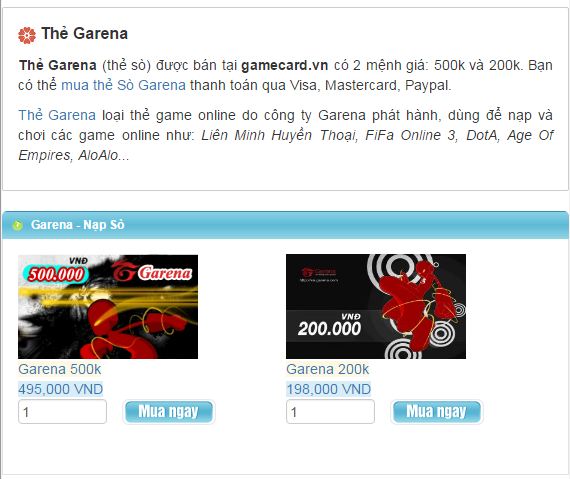 Thẻ Garena
Thẻ Garena (thẻ sò) được bán tại gamecard.vn có 2 mệnh giá: 500k và 200k. Bạn
có thể mua thẻ Sò Garena thanh toán qua Visa, Mastercard, Paypal.
Thẻ Garena loại thẻ game online do công ty Garena phát hành, dùng để nạp và
chơi các game online như: Liên Minh Huyền Thoại, FiFa Online 3, DotA, Age Of
Empires, AloAlo...
Garena - Nạp Sò
VNĐ
500.000
Garena
Garena
VNĐ
200.000
Garena 500k
Garena 200k
495,000 VND
198,000 VND
1
Mua ngay
1
Mua ngay